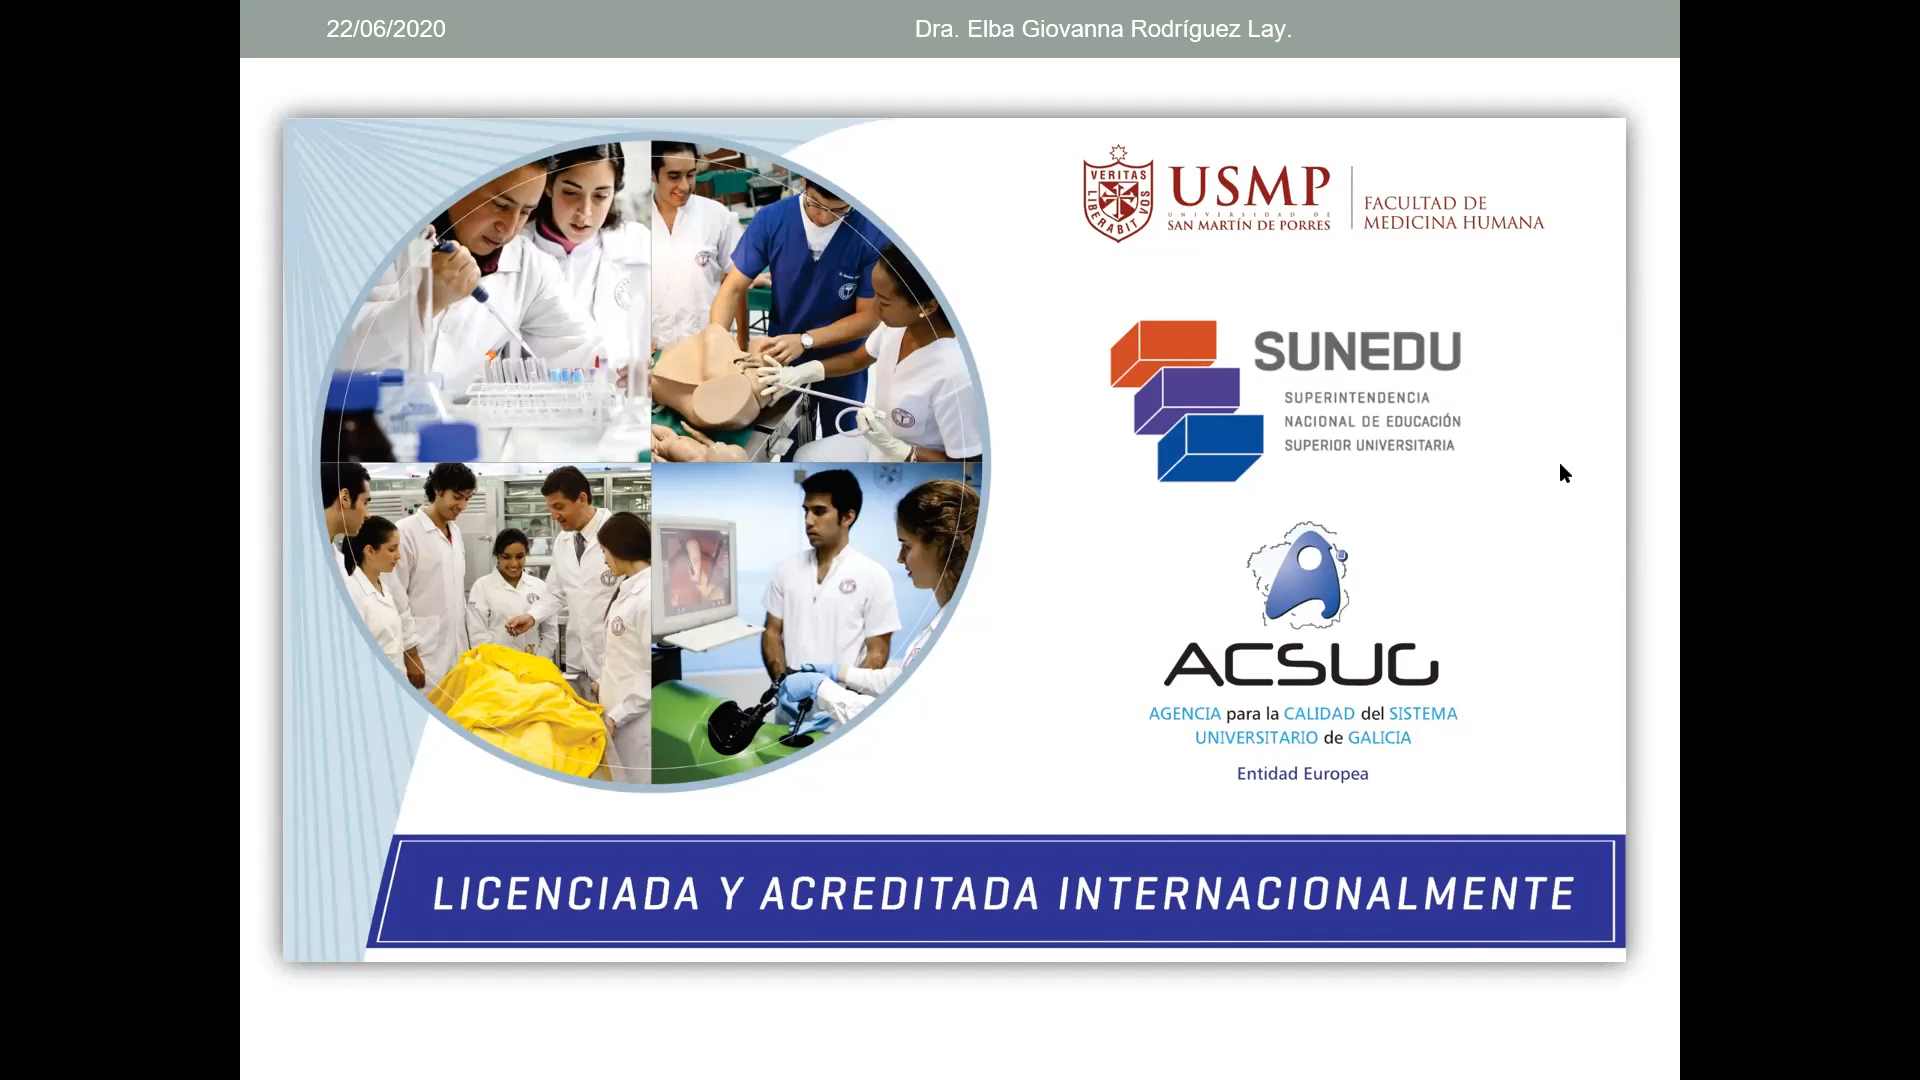 22/06/2020
Dra. Elba Giovanna Rodríguez Lay.
VERITAS
LIBERABIT VOS
USMP
UNIVERSIDAD DE
SAN MARTÍN DE PORRES
FACULTAD DE
MEDICINA HUMANA
SUNEDU
SUPERINTENDENCIA
NACIONAL DE EDUCACIÓN
SUPERIOR UNIVERSITARIA
ACSUG
AGENCIA para la CALIDAD del SISTEMA
UNIVERSITARIO de GALICIA
Entidad Europea
LICENCIADA Y ACREDITADA INTERNACIONALMENTE